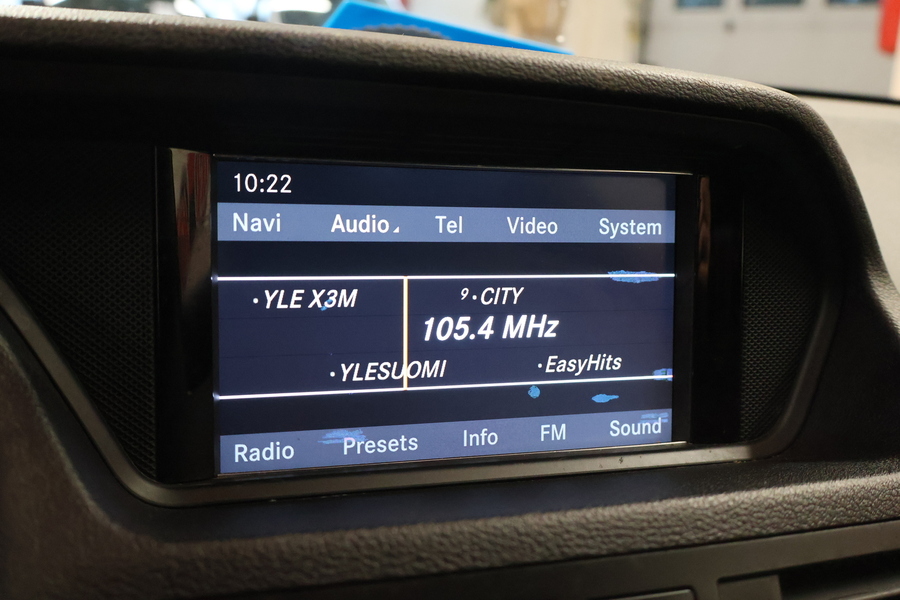 10:22
Navi Audio Tel Video System
·YLE X3M 9·CITY
105.4 MHz
·YLESUOMI ·EasyHits
Radio Presets Info FM Sound